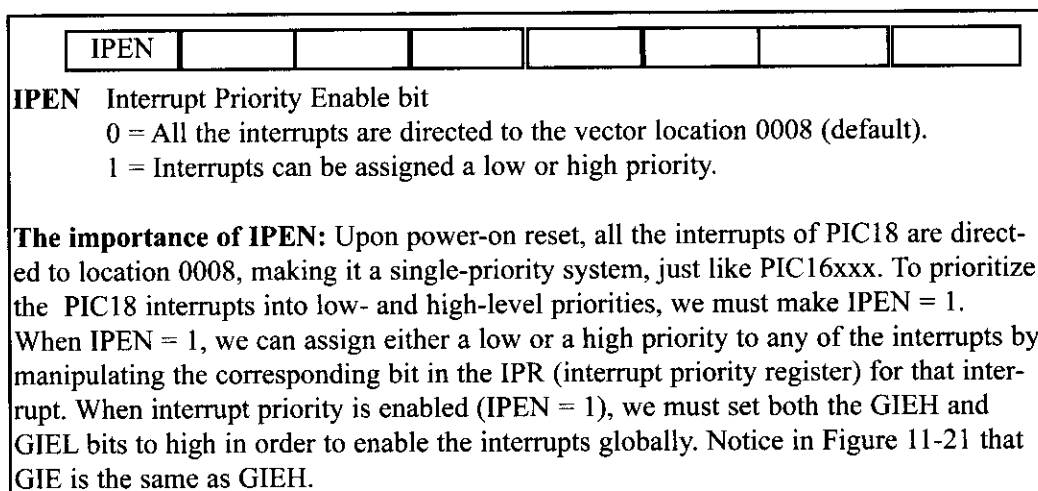 IPEN
IPEN Interrupt Priority Enable bit
0 = All the interrupts are directed to the vector location 0008 (default).
1 = Interrupts can be assigned a low or high priority.
The importance of IPEN: Upon power-on reset, all the interrupts of PIC18 are direct-
ed to location 0008, making it a single-priority system, just like PIC16xxx. To prioritize
the PIC18 interrupts into low- and high-level priorities, we must make IPEN = 1.
When IPEN = 1, we can assign either a low or a high priority to any of the interrupts by
manipulating the corresponding bit in the IPR (interrupt priority register) for that inter-
rupt. When interrupt priority is enabled (IPEN = 1), we must set both the GIEH and
GIEL bits to high in order to enable the interrupts globally. Notice in Figure 11-21 that
GIE is the same as GIEH.